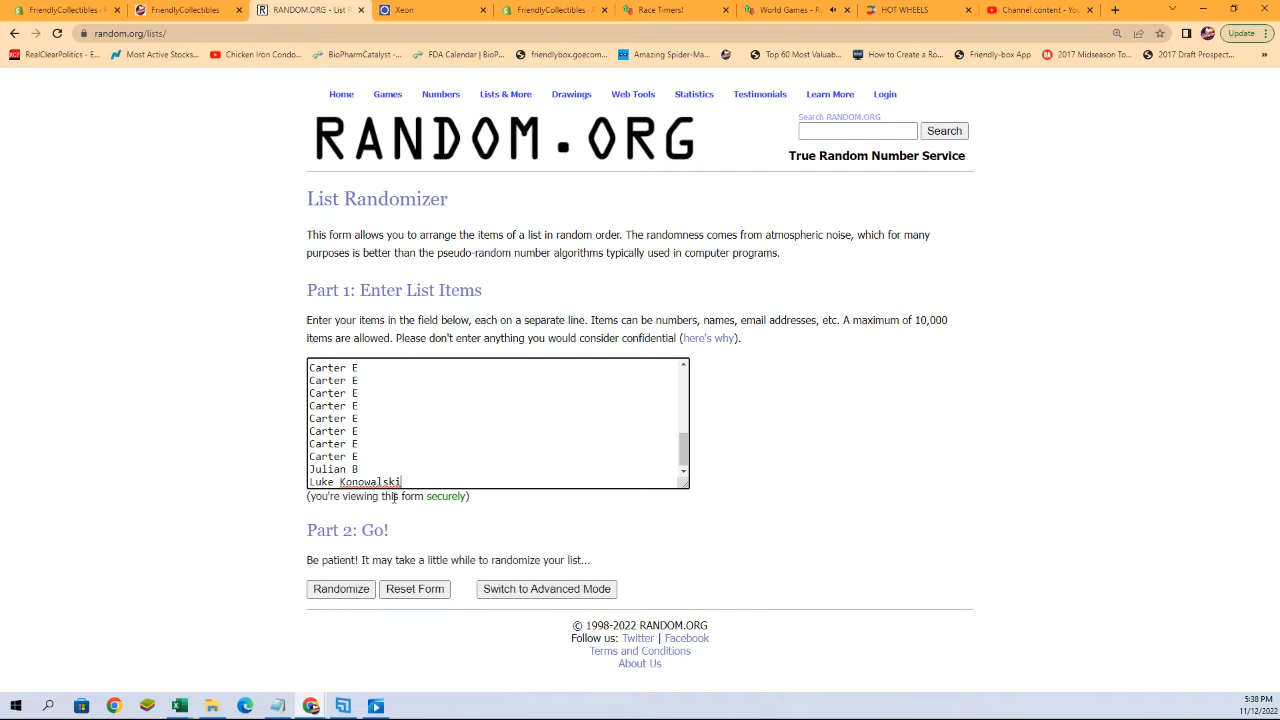 FriendlyCollectibles - F
FriendlyCollectibles
RANDOM.ORG - List F
Xeon
FriendlyCollectibles - F
Race Timers!
World Games - Ru
HOT WHEELS
Channel content - Yo
random.org/lists/
Update
RealClearPolitics - E...
Most Active Stocks...
Chicken Iron Condo...
BioPharmCatalyst -...
FDA Calendar | BioP...
friendlybox.goecom...
Amazing Spider-Ma...
Top 60 Most Valuab...
How to Create a Ro...
Friendly-box App
2017 Midseason To...
2017 Draft Prospect...
Home Games Numbers Lists & More Drawings Web Tools Statistics Testimonials Learn More Login
RANDOM.ORG
Search RANDOM.ORG
Search
True Random Number Service
List Randomizer
This form allows you to arrange the items of a list in random order. The randomness comes from atmospheric noise, which for many
purposes is better than the pseudo-random number algorithms typically used in computer programs.
Part 1: Enter List Items
Enter your items in the field below, each on a separate line. Items can be numbers, names, email addresses, etc. A maximum of 10,000
items are allowed. Please don't enter anything you would consider confidential (here's why).
Carter E
Carter E
Carter E
Carter E
Carter E
Carter E
Carter E
Carter E
Julian B
Luke Konowalski
(you're viewing this form securely)
Part 2: Go!
Be patient! It may take a little while to randomize your list...
Randomize Reset Form Switch to Advanced Mode
© 1998-2022 RANDOM.ORG
Follow us: Twitter | Facebook
Terms and Conditions
About Us
5:38 PM
11/12/2022